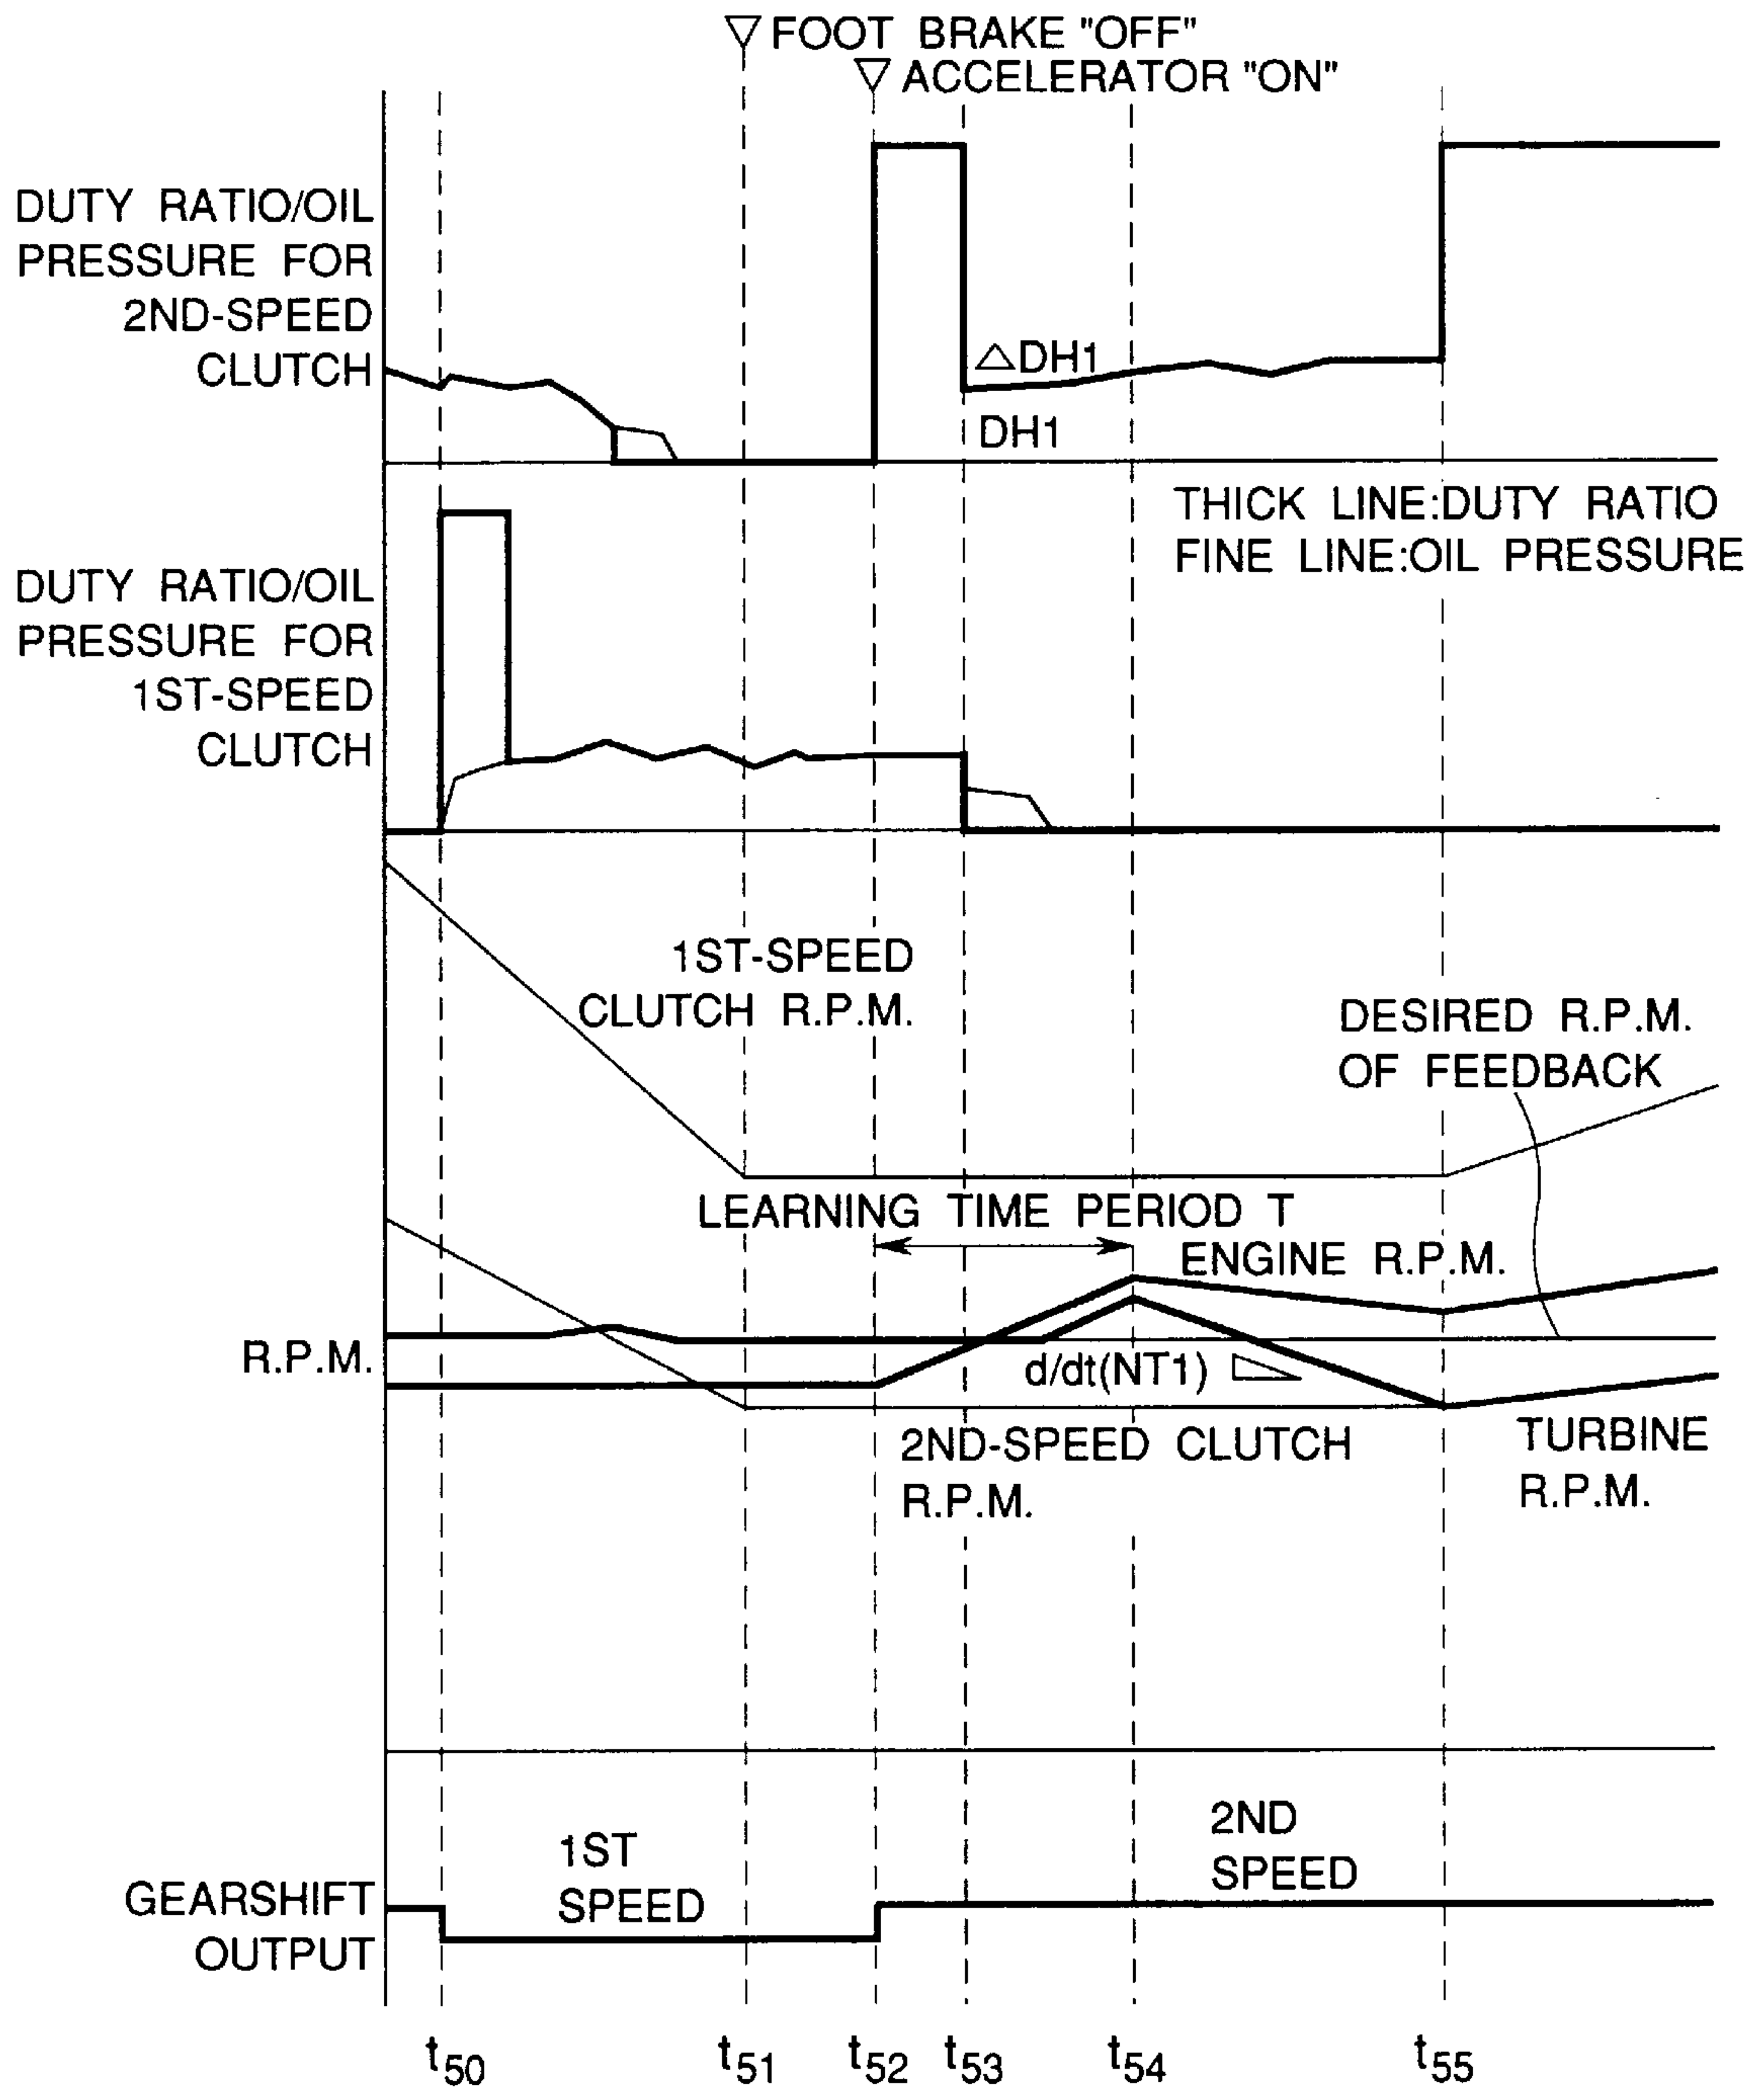 ▽ FOOT BRAKE "OFF"
▽ ACCELERATOR "ON"
DUTY RATIO/OIL
PRESSURE FOR
2ND-SPEED
CLUTCH
△DH1
DH1
THICK LINE:DUTY RATIO
FINE LINE:OIL PRESSURE
DUTY RATIO/OIL
PRESSURE FOR
1ST-SPEED
CLUTCH
1ST-SPEED
CLUTCH R.P.M.
DESIRED R.P.M.
OF FEEDBACK
LEARNING TIME PERIOD T
ENGINE R.P.M.
R.P.M.
d/dt(NT1)
2ND-SPEED CLUTCH
R.P.M.
TURBINE
R.P.M.
2ND
SPEED
1ST
SPEED
GEARSHIFT
OUTPUT
t50 t51 t52 t53 t54 t55